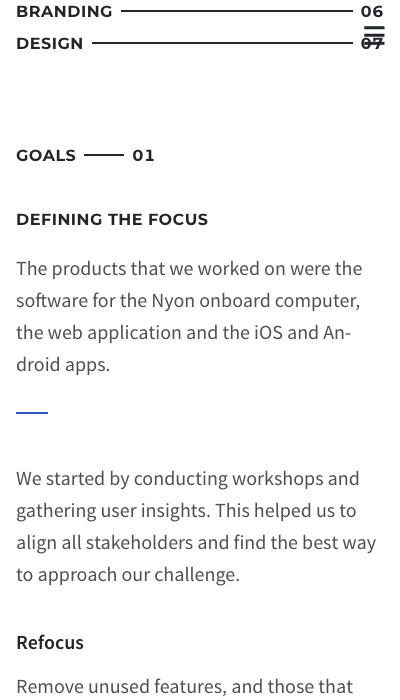 BRANDING 06
DESIGN 07
GOALS 01
DEFINING THE FOCUS
The products that we worked on were the
software for the Nyon onboard computer,
the web application and the iOS and An-
droid apps.
We started by conducting workshops and
gathering user insights. This helped us to
align all stakeholders and find the best way
to approach our challenge.
Refocus
Remove unused features, and those that